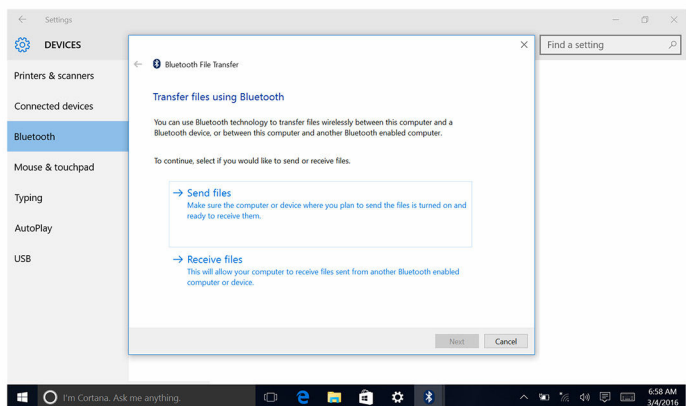 Settings
DEVICES
Find a setting
Printers & scanners
Connected devices
Bluetooth
Mouse & touchpad
Typing
AutoPlay
USB
Bluetooth File Transfer
Transfer files using Bluetooth
You can use Bluetooth technology to transfer files wirelessly between this computer and a
Bluetooth device, or between this computer and another Bluetooth enabled computer.
To continue, select if you would like to send or receive files.
Send files
Make sure the computer or device where you plan to send the files is turned on and
ready to receive them.
Receive files
This will allow your computer to receive files sent from another Bluetooth enabled
computer or device.
Next
Cancel
I'm Cortana. Ask me anything.
6:58 AM
3/4/2016